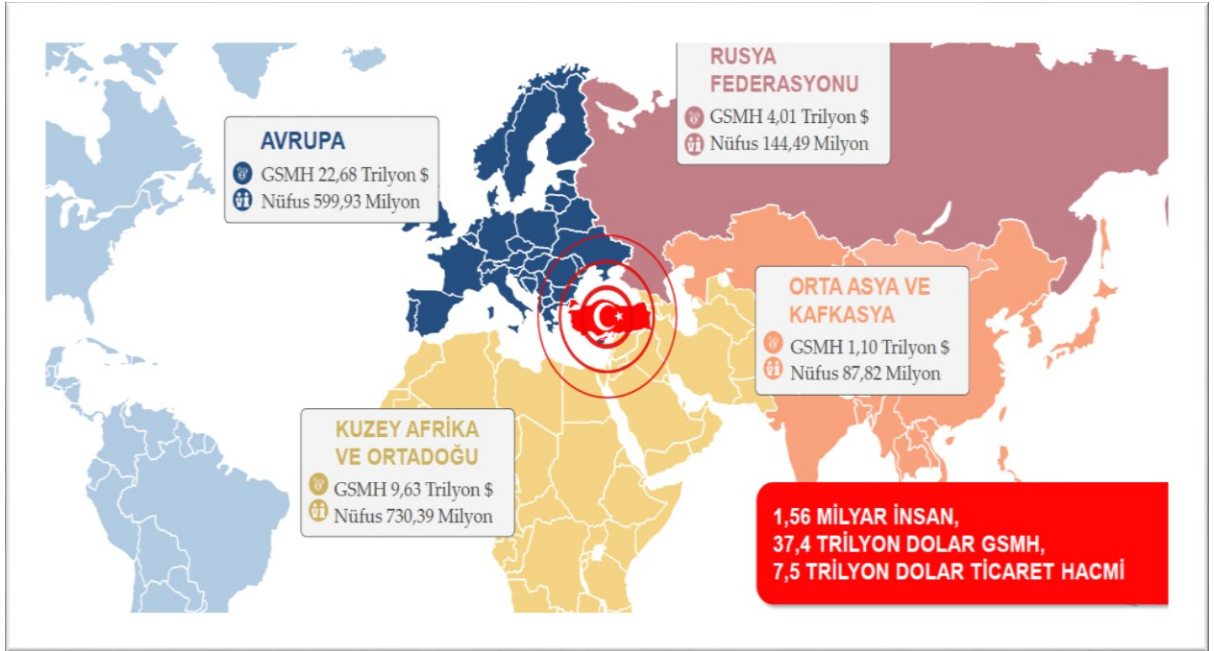 RUSYA
FEDERASYONU
GSMH 4,01 Trilyon $
Nüfus 144,49 Milyon
AVRUPA
GSMH 22,68 Trilyon $
Nüfus 599,93 Milyon
ORTA ASYA VE
KAFKASYA
GSMH 1,10 Trilyon $
Nüfus 87,82 Milyon
KUZEY AFRİKA
VE ORTADOĞU
GSMH 9,63 Trilyon $
Nüfus 730,39 Milyon
1,56 MİLYAR İNSAN,
37,4 TRİLYON DOLAR GSMH,
7,5 TRİLYON DOLAR TİCARET HACMİ